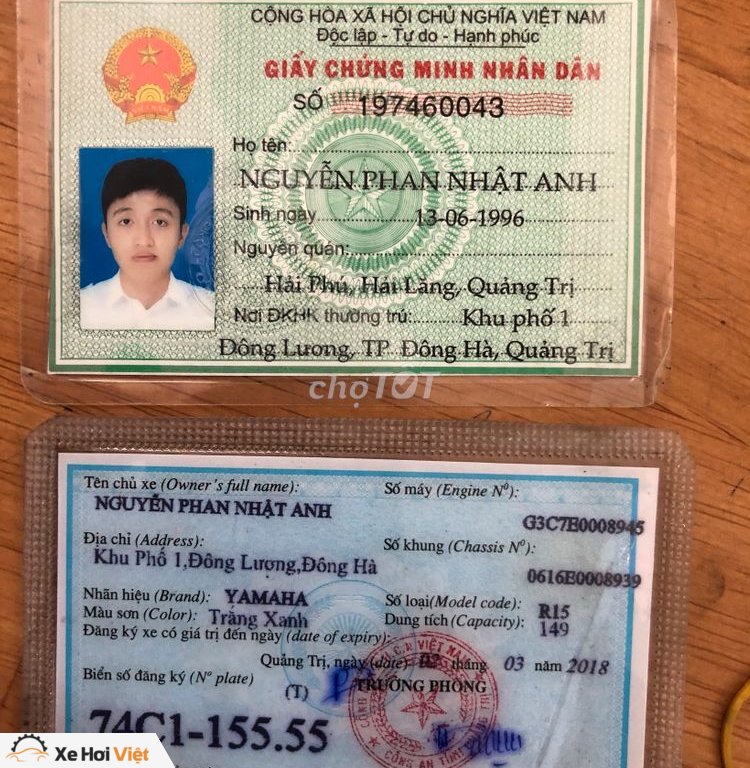 CỘNG HÒA XÃ HỘI CHỦ NGHĨA VIỆT NAM
Độc lập - Tự do - Hạnh phúc
GIẤY CHỨNG MINH NHÂN DÂN
SỐ 197460043
Họ tên:
NGUYỄN PHAN NHẬT ANH
Sinh ngày 13-06-1996
Nguyên quán:
Hải Phú, Hải Lăng, Quảng Trị
Nơi ĐKHK thường trú: Khu phố 1
Đông Lương, TP. Đông Hà, Quảng Trị
chợTỐT
Tên chủ xe (Owner's full name):
NGUYỄN PHAN NHẬT ANH
Số máy (Engine Nº):
G3C7E0008945
Địa chỉ (Address):
Khu Phố 1,Đông Lượng,Đông Hà
Số khung (Chassis Nº):
0616E0008939
Nhãn hiệu (Brand): YAMAHA
Số loại(Model code): R15
Màu sơn (Color): Trắng Xanh
Dung tích (Capacity): 149
Đăng ký xe có giá trị đến ngày (date of expiry):
Quảng Trị, ngày (date) tháng 03 năm 2018
Biển số đăng ký (Nº plate)
(T) TRƯỞNG PHÒNG
74C1-155.55
Xe Hơi Việt